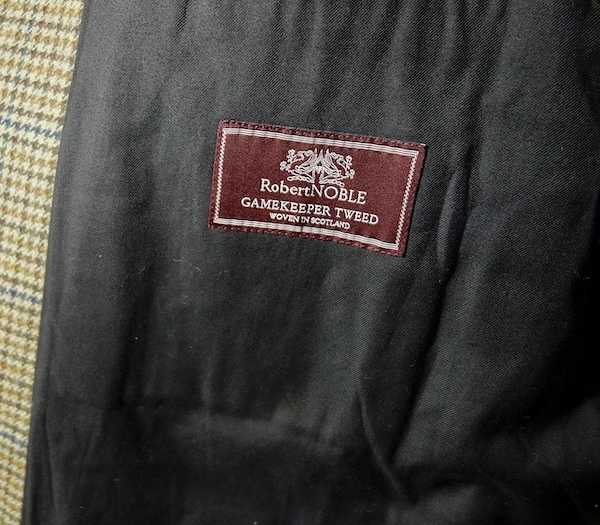 RobertNOBLE
GAMEKEEPER TWEED
WOVEN IN SCOTLAND